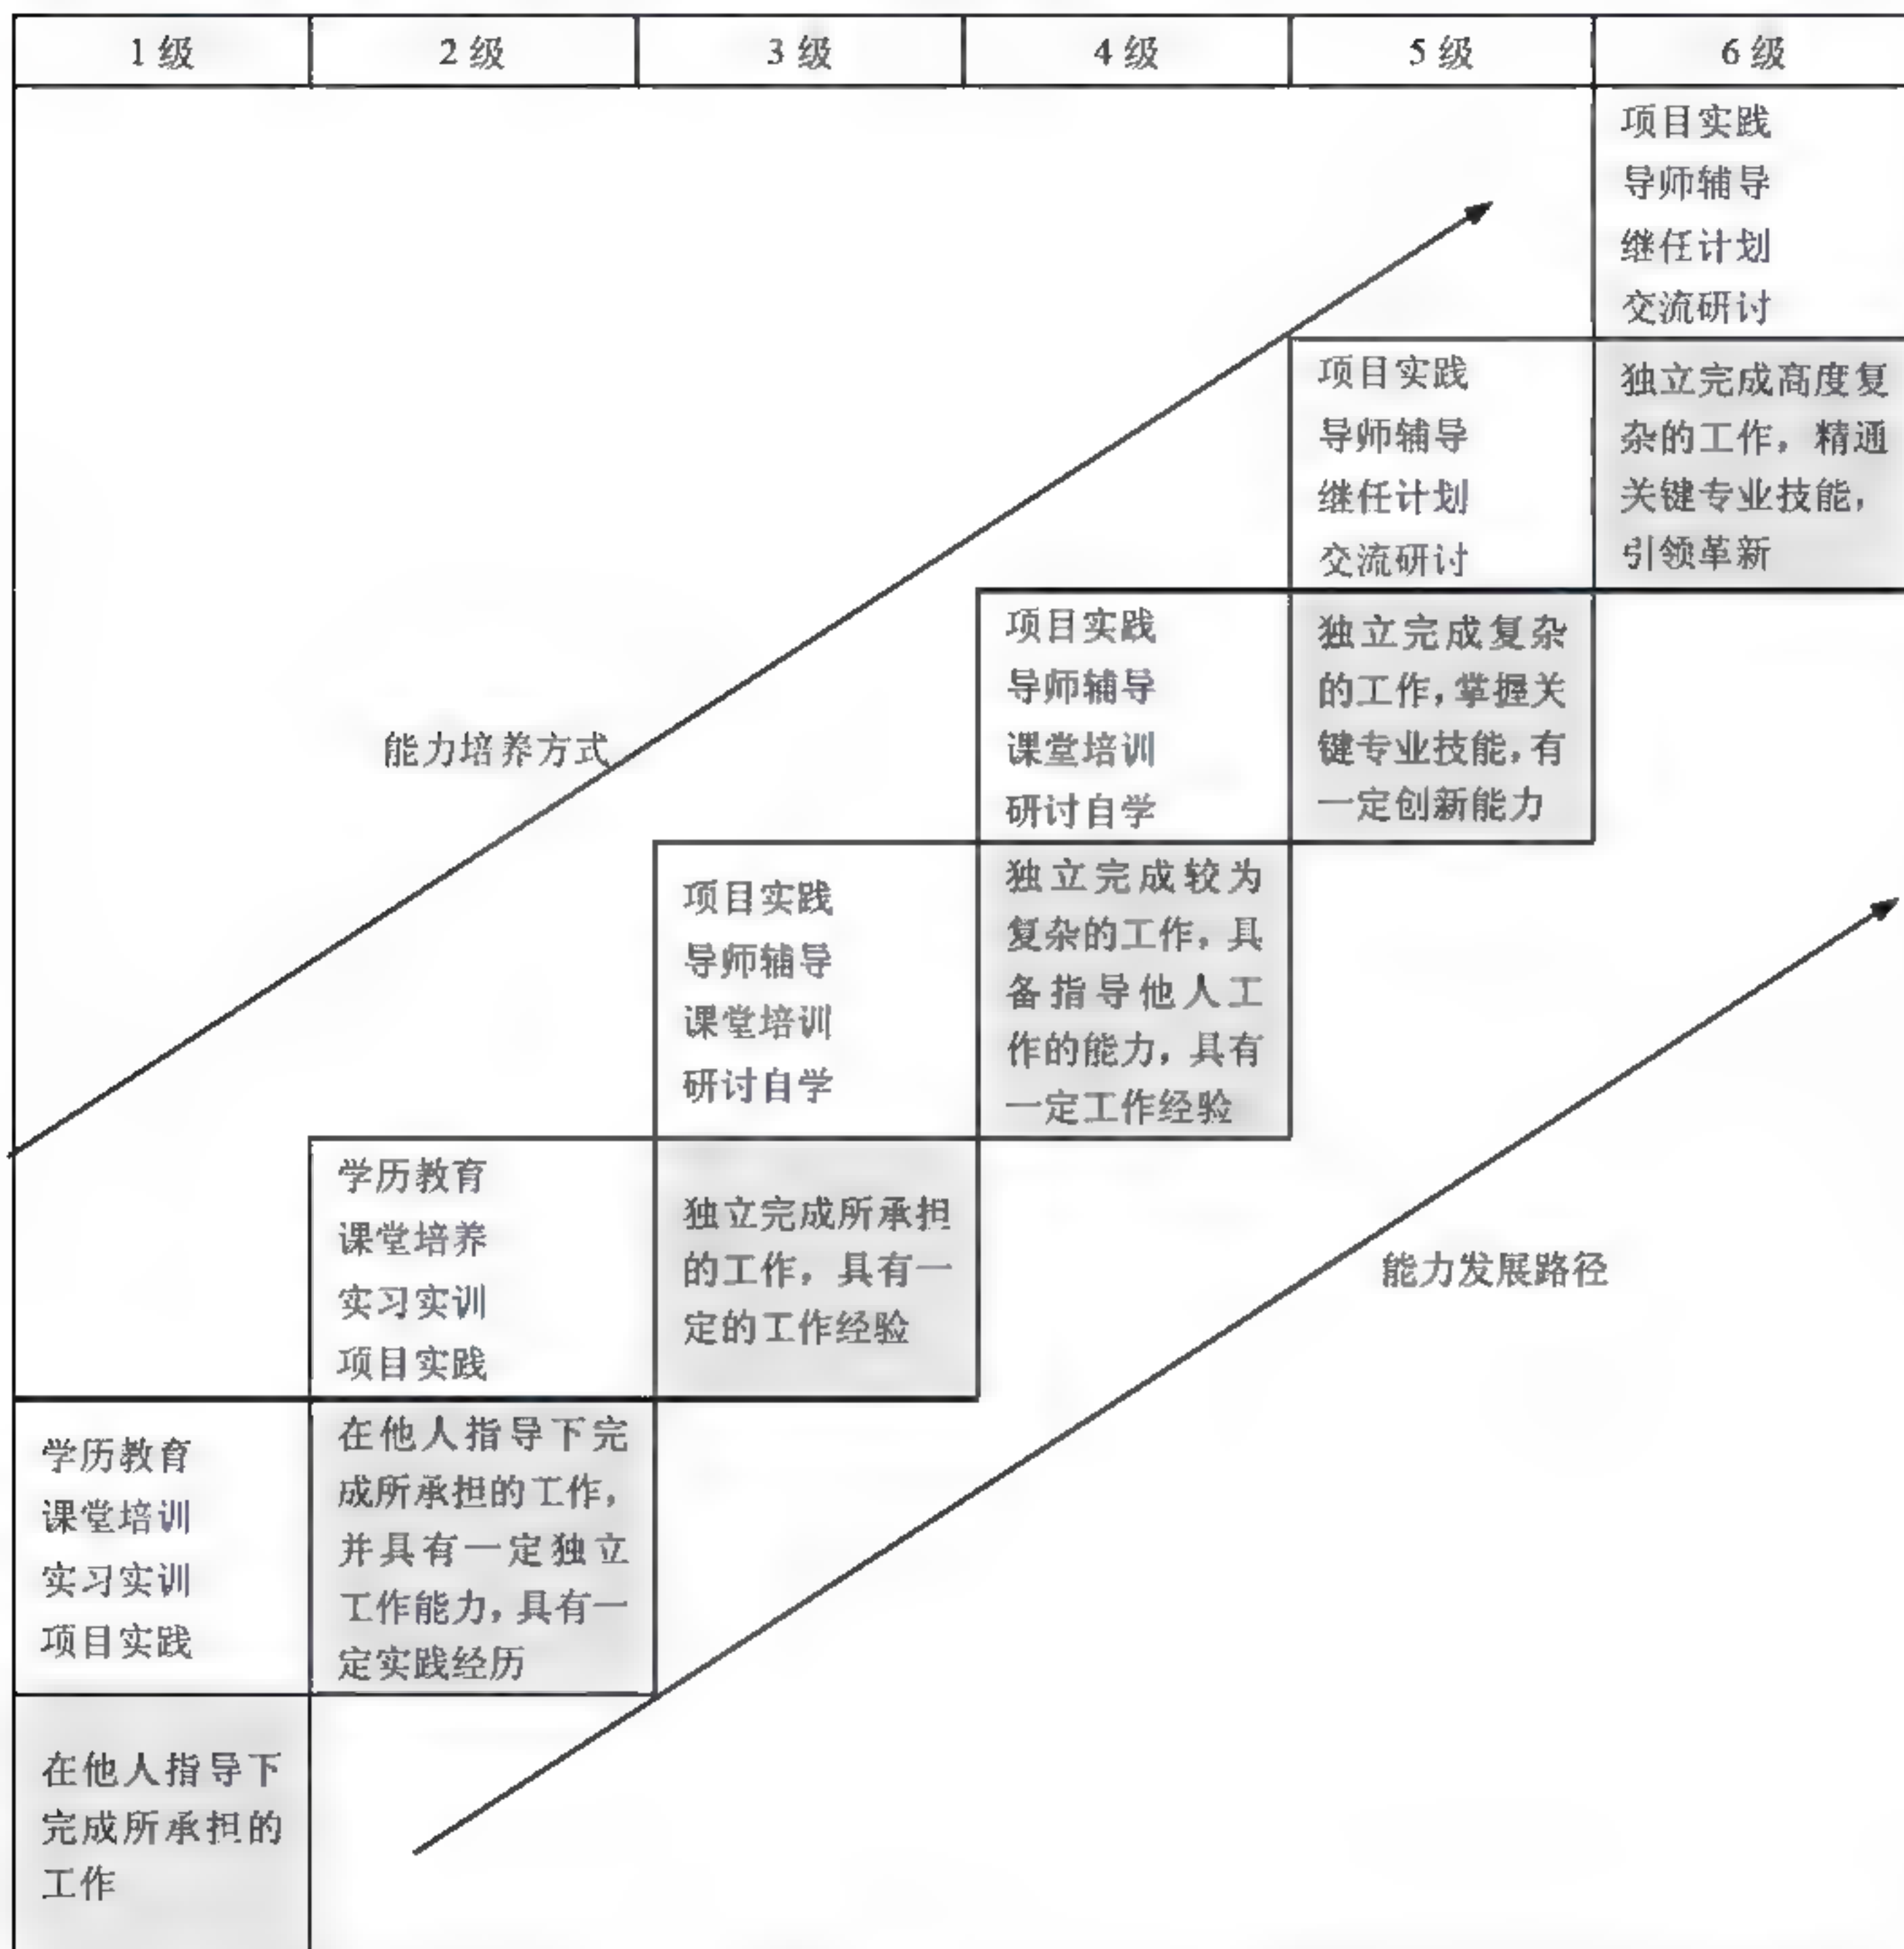 1 级
2 级
3 级
4 级
5 级
6 级
项目实践
导师辅导
继任计划
交流研讨
项目实践
导师辅导
继任计划
交流研讨
独立完成高度复
杂的工作，精通
关键专业技能，
引领革新
项目实践
导师辅导
课堂培训
研讨自学
独立完成复杂
的工作，掌握关
键专业技能，有
一定创新能力
能力培养方式
项目实践
导师辅导
课堂培训
研讨自学
独立完成较为
复杂的工作，具
备指导他人工
作的能力，具有
一定工作经验
学历教育
课堂培养
实习实训
项目实践
独立完成所承担
的工作，具有一
定的工作经验
能力发展路径
学历教育
课堂培训
实习实训
项目实践
在他人指导下完
成所承担的工作，
并具有一定独立
工作能力，具有一
定实践经历
在他人指导下
完成所承担的
工作